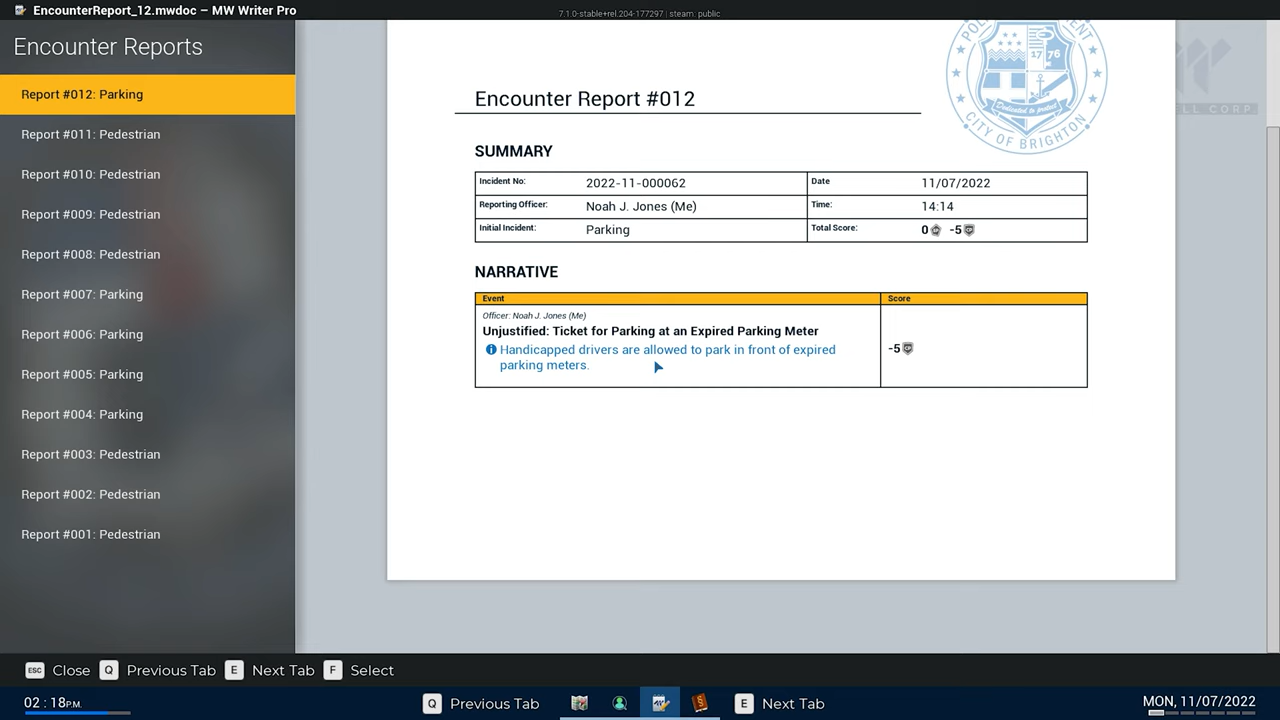 EncounterReport_12.mwdoc – MW Writer Pro
7.1.0-stable+rel.204-177297 | steam: public
Encounter Reports
Report #012: Parking
Report #011: Pedestrian
Report #010: Pedestrian
Report #009: Pedestrian
Report #008: Pedestrian
Report #007: Parking
Report #006: Parking
Report #005: Parking
Report #004: Parking
Report #003: Pedestrian
Report #002: Pedestrian
Report #001: Pedestrian
17 76
Dedicated to protect
CITY OF BRIGHTON
Encounter Report #012
SUMMARY
Incident No: 2022-11-000062 Date 11/07/2022
Reporting Officer: Noah J. Jones (Me) Time: 14:14
Initial Incident: Parking Total Score: 0 -5
NARRATIVE
Event Score
Officer: Noah J. Jones (Me)
Unjustified: Ticket for Parking at an Expired Parking Meter
Handicapped drivers are allowed to park in front of expired
parking meters.
-5
ESC Close Q Previous Tab E Next Tab F Select
02 : 18 P.M. Q Previous Tab E Next Tab MON, 11/07/2022